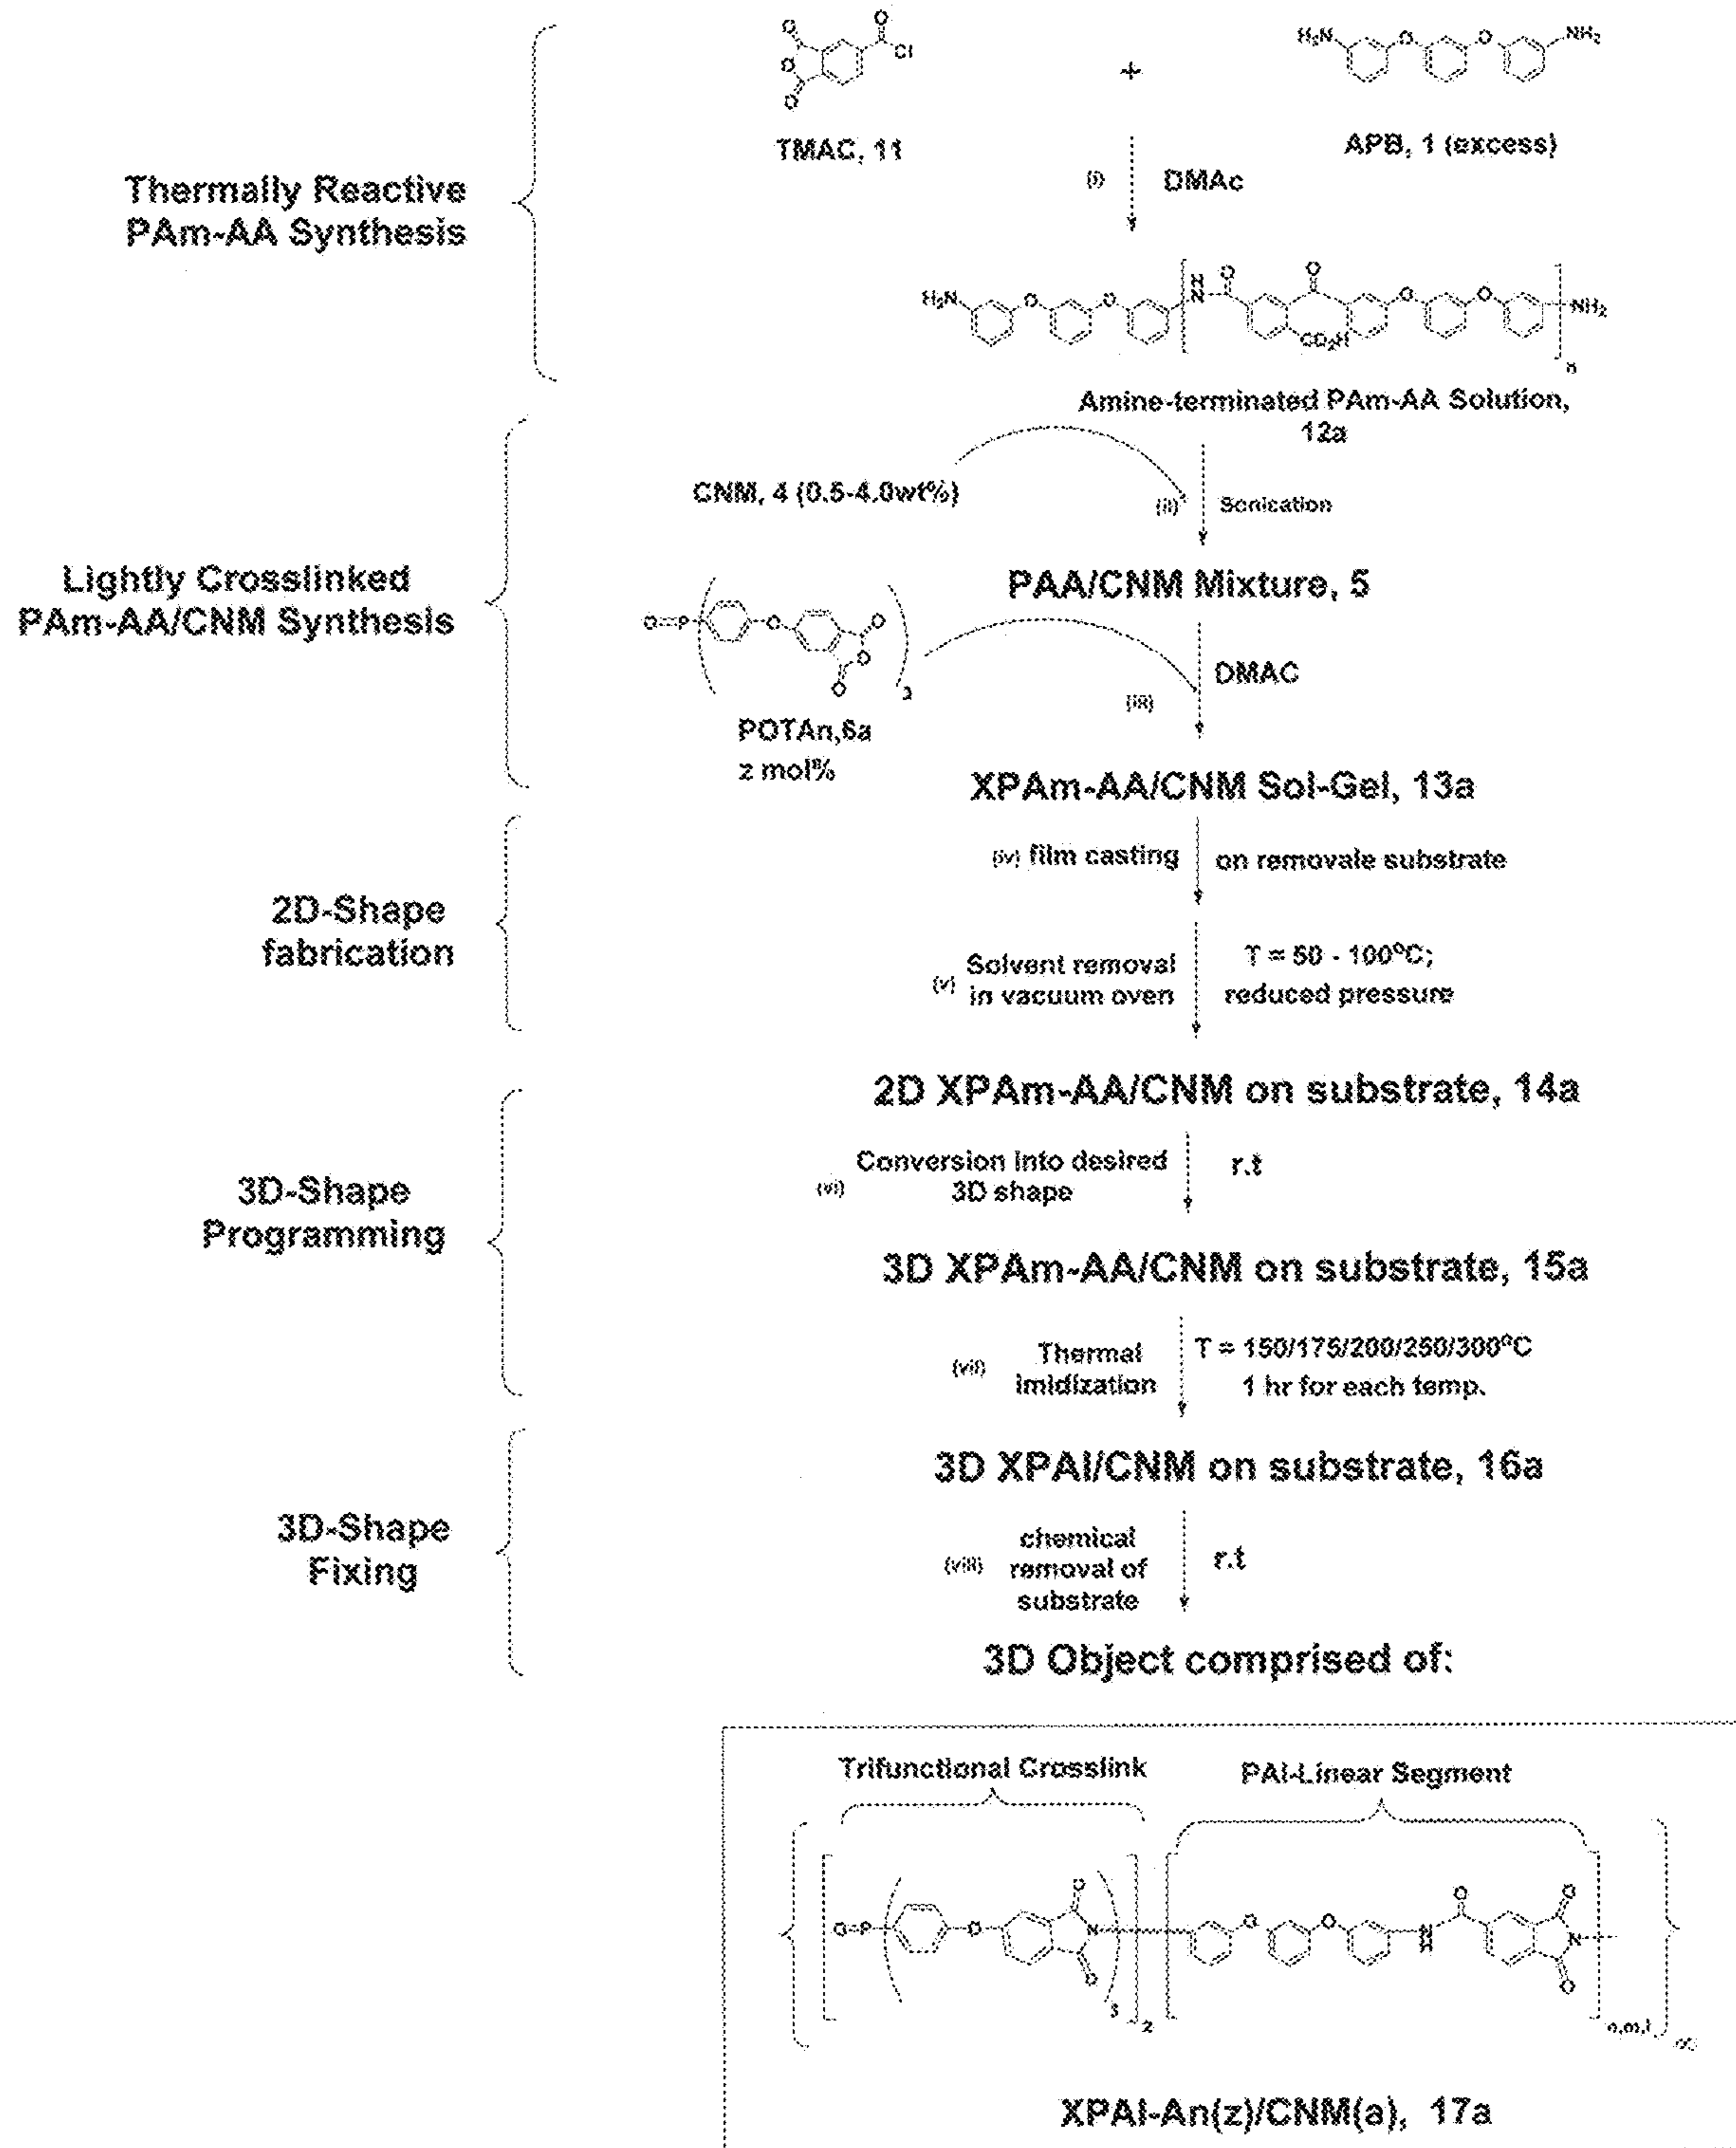 TMAC, 11
+
APB, 1 (excess)
Thermally Reactive
PAm-AA Synthesis
(i) DMAc
Amine-terminated PAm-AA Solution,
12a
CNM, 4 (0.5-4.0wt%)
(ii) Sonication
Lightly Crosslinked
PAm-AA/CNM Synthesis
PAA/CNM Mixture, 5
DMAC
(iii)
POTAn,6a
z mol%
XPAm-AA/CNM Sol-Gel, 13a
2D-Shape
fabrication
(iv) film casting on removale substrate
(v) Solvent removal
in vacuum oven
T = 50 - 100ºC;
reduced pressure
2D XPAm-AA/CNM on substrate, 14a
3D-Shape
Programming
(vi) Conversion into desired
3D shape
r.t
3D XPAm-AA/CNM on substrate, 15a
(vii) Thermal
imidization
T = 150/175/200/250/300ºC
1 hr for each temp.
3D XPAI/CNM on substrate, 16a
3D-Shape
Fixing
(viii) chemical
removal of
substrate
r.t
3D Object comprised of:
Trifunctional Crosslink
PAI-Linear Segment
XPAI-An(z)/CNM(a), 17a